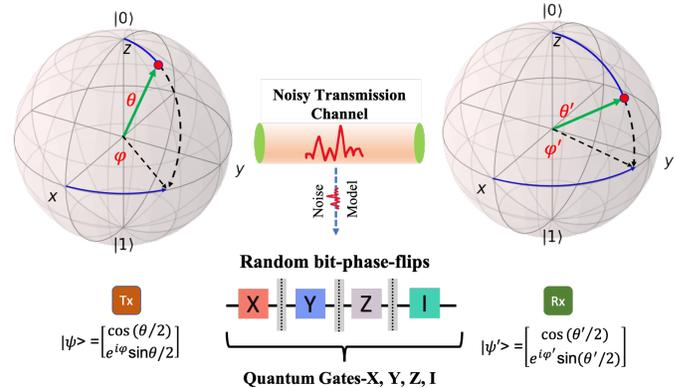 |0⟩
z
θ
φ
x
y
|1⟩
Tx
|ψ> =[cos (θ/2)
e^{iφ}sinθ/2]
Noisy Transmission
Channel
Noise
Model
Random bit-phase-flips
X Y Z I
Quantum Gates-X, Y, Z, I
|0⟩
z
θ′
φ′
x
y
|1⟩
Rx
|ψ′> =[cos (θ′/2)
e^{iφ′}sin(θ′/2)]